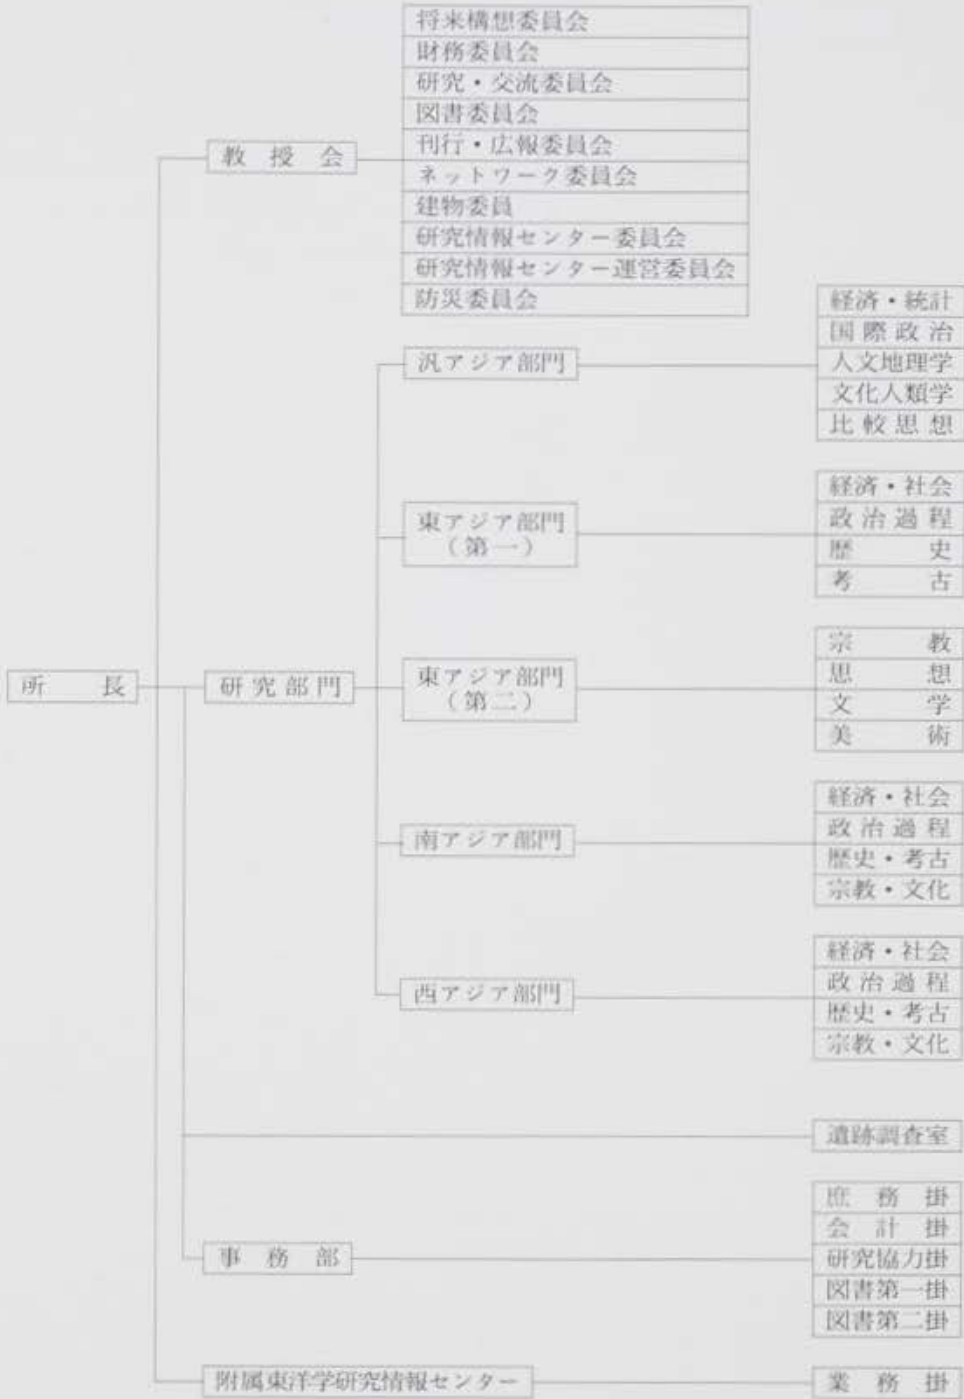 将来構想委員会
財務委員会
研究・交流委員会
図書委員会
刊行・広報委員会
ネットワーク委員会
建物委員
研究情報センター委員会
研究情報センター運営委員会
防災委員会
教授会
汎アジア部門
経済・統計
国際政治
人文地理学
文化人類学
比較思想
東アジア部門
(第一)
経済・社会
政治過程
歴史
考古
所長
研究部門
東アジア部門
(第二)
宗教
思想
文学
美術
南アジア部門
経済・社会
政治過程
歴史・考古
宗教・文化
西アジア部門
経済・社会
政治過程
歴史・考古
宗教・文化
遺跡調査室
事務部
庶務掛
会計掛
研究協力掛
図書第一掛
図書第二掛
附属東洋学研究情報センター
業務掛